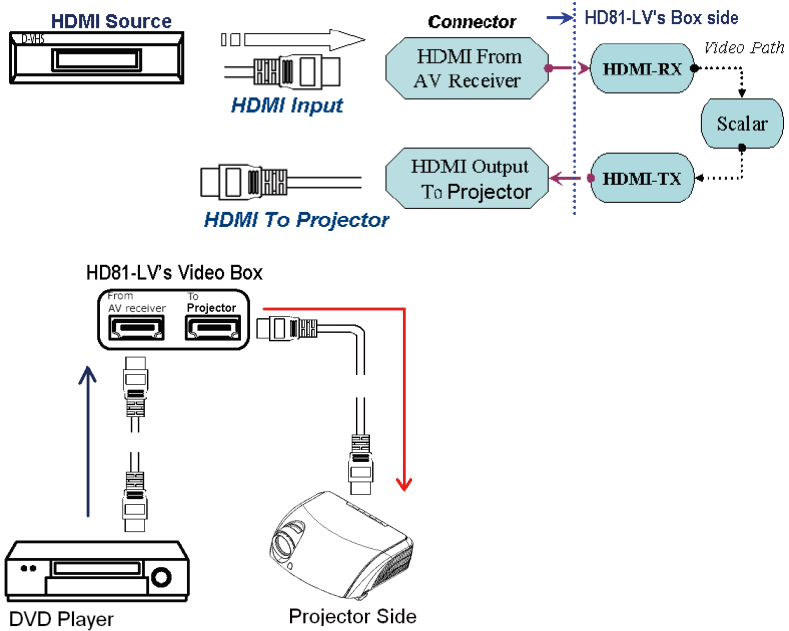 HDMI Source
D-VHS
HDMI Input
Connector
HD81-LV's Box side
HDMI From
AV Receiver
HDMI-RX
Video Path
Scalar
HDMI Output
To Projector
HDMI-TX
HDMI To Projector
HD81-LV's Video Box
From
AV receiver
To
Projector
DVD Player
Projector Side